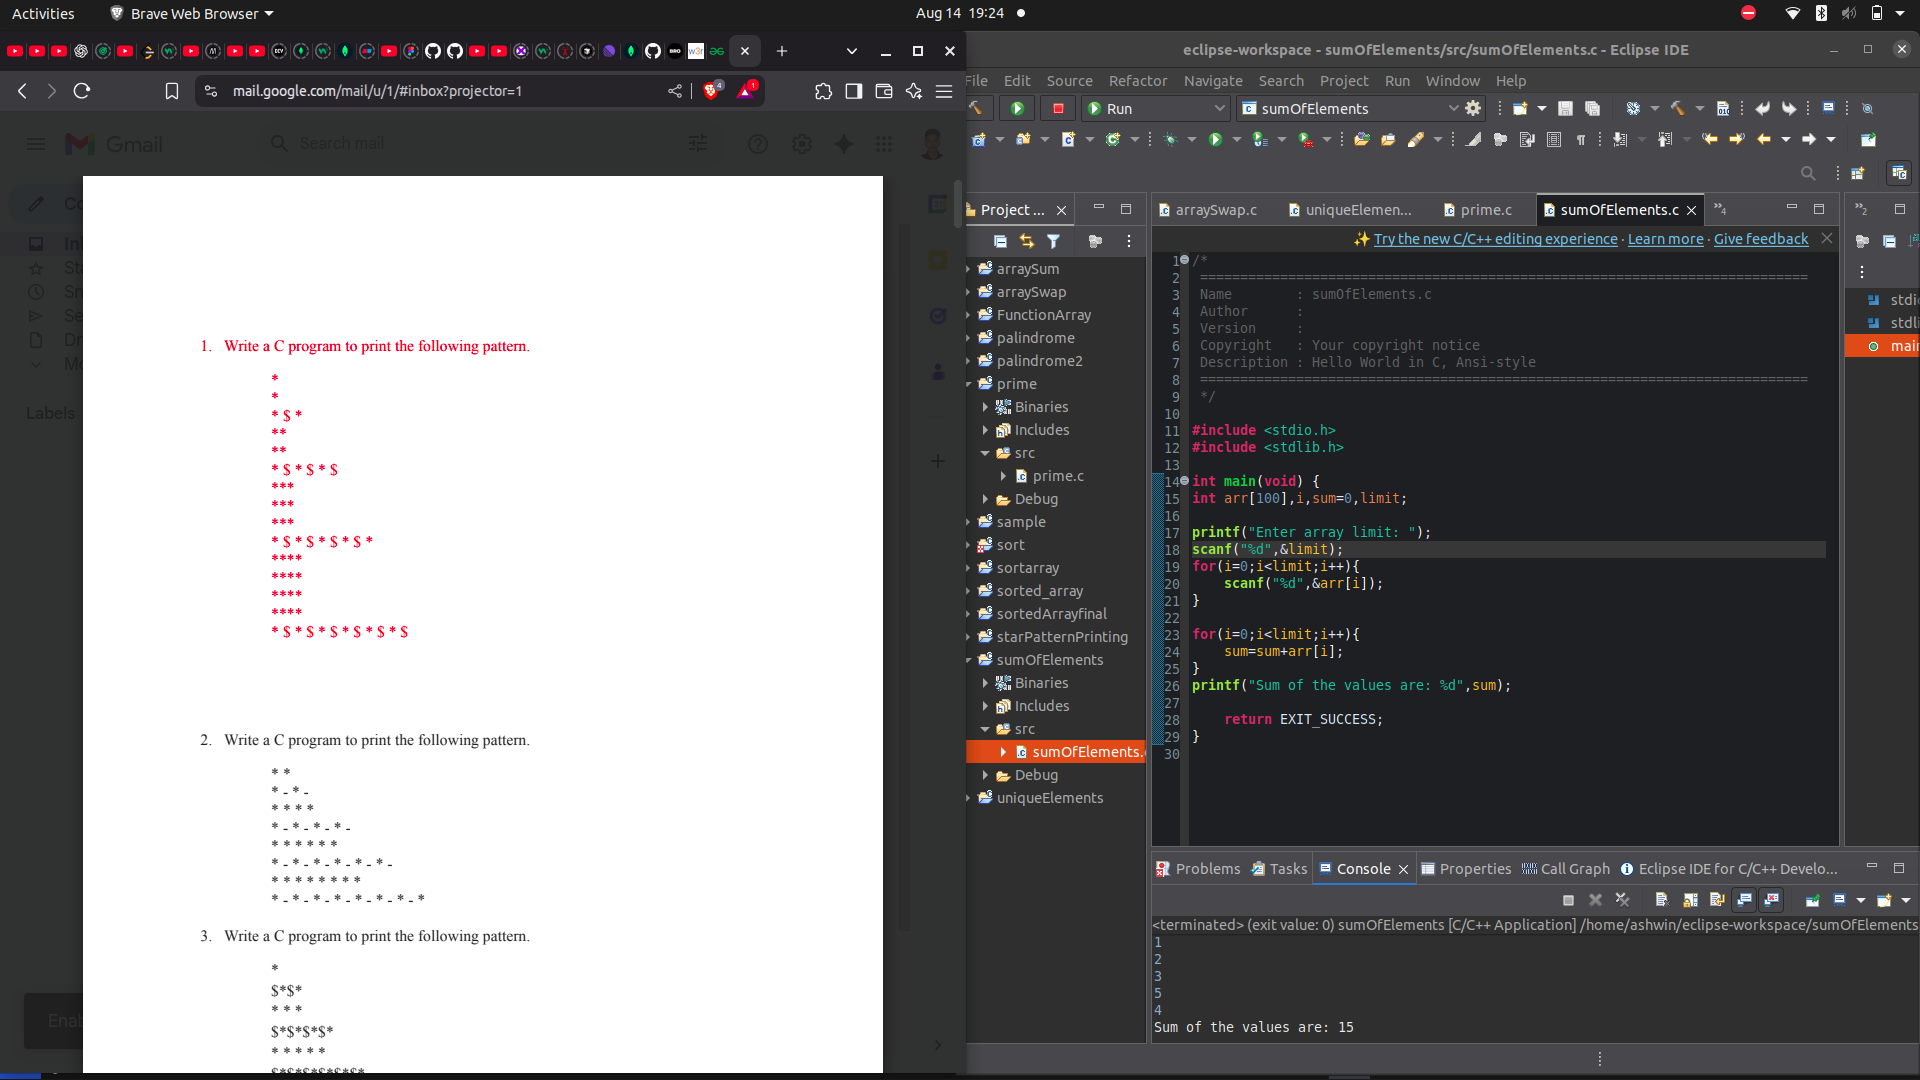 Activities
Brave Web Browser
Aug 14 19:24
mail.google.com/mail/u/1/#inbox?projector=1
4
1
Gmail
Search mail
Labels
1. Write a C program to print the following pattern.
*
*
* $ *
**
**
* $ * $ * $
***
***
***
* $ * $ * $ * $ *
****
****
****
****
* $ * $ * $ * $ * $ * $
2. Write a C program to print the following pattern.
* *
* - * -
* * * *
* - * - * - * -
* * * * * *
* - * - * - * - * - * -
* * * * * * * *
* - * - * - * - * - * - * - *
3. Write a C program to print the following pattern.
*
$*$*
* * *
$*$*$*$*
* * * * *
$*$*$*$*$*$*
eclipse-workspace - sumOfElements/src/sumOfElements.c - Eclipse IDE
File Edit Source Refactor Navigate Search Project Run Window Help
Run
sumOfElements
Project ...
arraySum
arraySwap
FunctionArray
palindrome
palindrome2
prime
Binaries
Includes
src
prime.c
Debug
sample
sort
sortarray
sorted_array
sortedArrayfinal
starPatternPrinting
sumOfElements
Binaries
Includes
src
sumOfElements.
Debug
uniqueElements
arraySwap.c
uniqueElemen...
prime.c
sumOfElements.c
4
2
Try the new C/C++ editing experience · Learn more · Give feedback
1 /*
2 ============================================================================
3 Name : sumOfElements.c
4 Author :
5 Version :
6 Copyright : Your copyright notice
7 Description : Hello World in C, Ansi-style
8 ============================================================================
9 */
10
11 #include <stdio.h>
12 #include <stdlib.h>
13
14 int main(void) {
15 int arr[100],i,sum=0,limit;
16
17 printf("Enter array limit: ");
18 scanf("%d",&limit);
19 for(i=0;i<limit;i++){
20 scanf("%d",&arr[i]);
21 }
22
23 for(i=0;i<limit;i++){
24 sum=sum+arr[i];
25 }
26 printf("Sum of the values are: %d",sum);
27
28 return EXIT_SUCCESS;
29 }
30
stdi
stdl
main
Problems
Tasks
Console
Properties
Call Graph
Eclipse IDE for C/C++ Develo...
<terminated> (exit value: 0) sumOfElements [C/C++ Application] /home/ashwin/eclipse-workspace/sumOfElements
1
2
3
5
4
Sum of the values are: 15